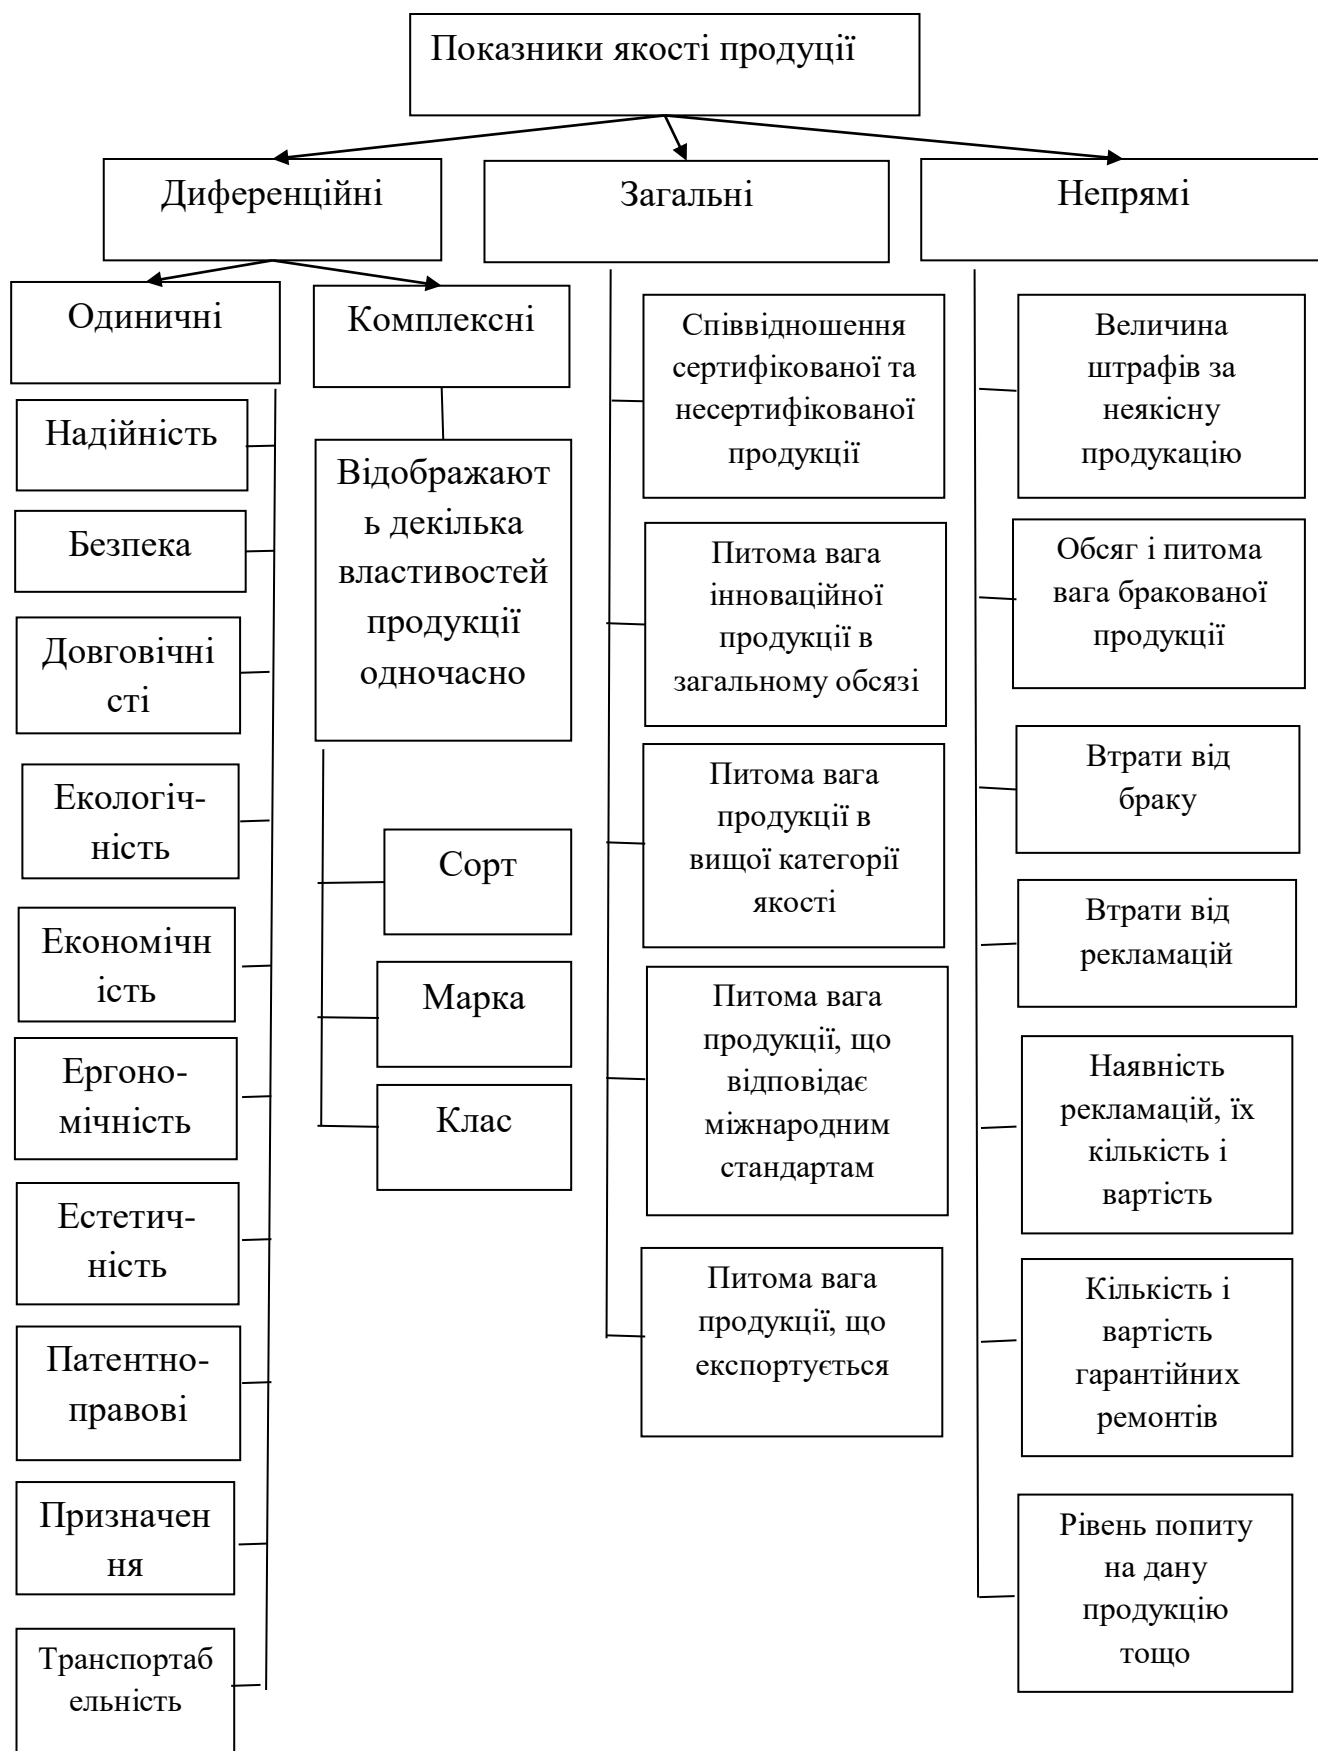 Показники якості продуції
Диференційні
Загальні
Непрямі
Одиничні
Комплексні
Надійність
Безпека
Довговічні
сті
Екологіч-
ність
Економічн
ість
Ергоно-
мічність
Естетич-
ність
Патентно-
правові
Призначен
ня
Транспортаб
ельність
Відображают
ь декілька
властивостей
продукції
одночасно
Сорт
Марка
Клас
Співвідношення
сертифікованої та
несертифікованої
продукції
Питома вага
інноваційної
продукції в
загальному обсязі
Питома вага
продукції в
вищої категорії
якості
Питома вага
продукції, що
відповідає
міжнародним
стандартам
Питома вага
продукції, що
експортується
Величина
штрафів за
неякісну
продукацію
Обсяг і питома
вага бракованої
продукції
Втрати від
браку
Втрати від
рекламацій
Наявність
рекламацій, їх
кількість і
вартість
Кількість і
вартість
гарантійних
ремонтів
Рівень попиту
на дану
продукцію
тощо